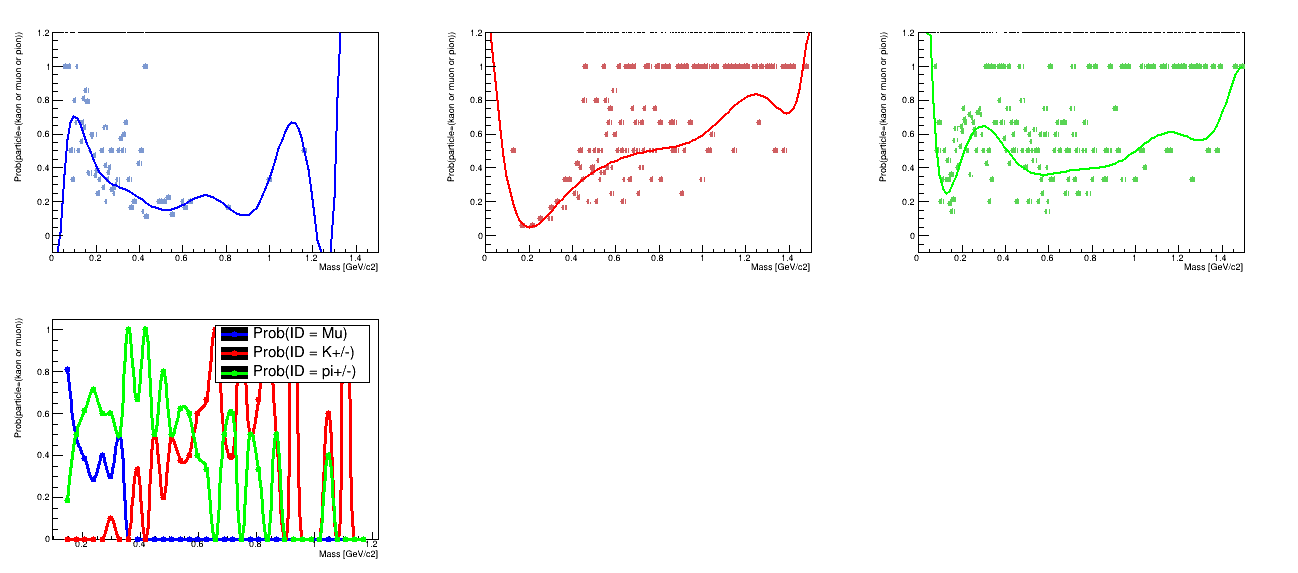 Prob(particle=(kaon or muon or pion))
1.2
1
0.8
0.6
0.4
0.2
0
0 0.2 0.4 0.6 0.8 1 1.2 1.4
Mass [GeV/c2]
Prob(particle=(kaon or muon or pion))
1.2
1
0.8
0.6
0.4
0.2
0
0 0.2 0.4 0.6 0.8 1 1.2 1.4
Mass [GeV/c2]
Prob(particle=(kaon or muon or pion))
1.2
1
0.8
0.6
0.4
0.2
0
0 0.2 0.4 0.6 0.8 1 1.2 1.4
Mass [GeV/c2]
Prob(particle=(kaon or muon))
1
0.8
0.6
0.4
0.2
0
0.2 0.4 0.6 0.8 1 1.2
Mass [GeV/c2]
Prob(ID = Mu)
Prob(ID = K+/-)
Prob(ID = pi+/-)